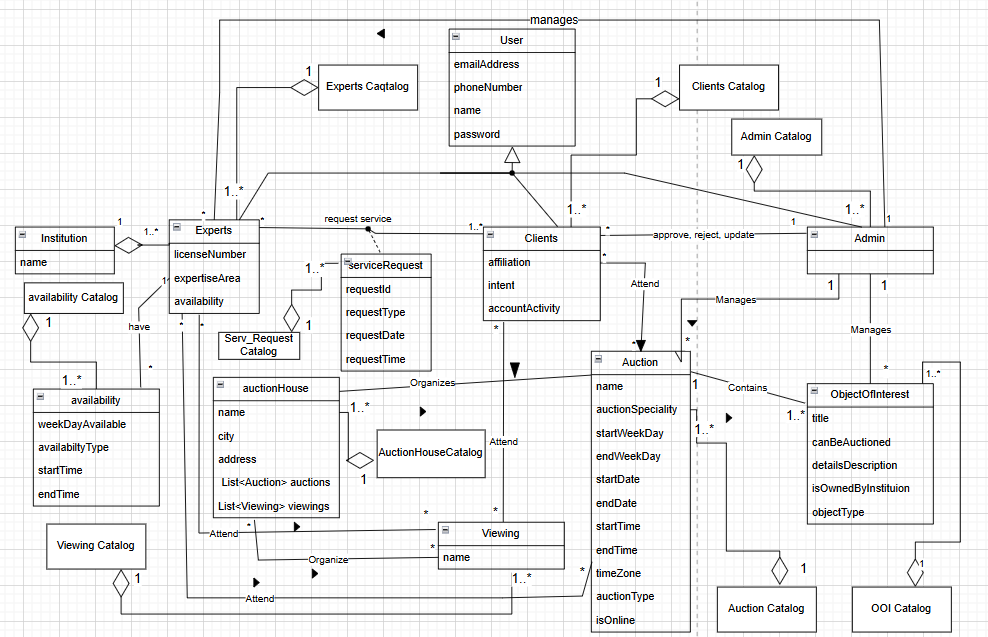 manages
User
emailAddress
phoneNumber
name
password
1
Experts Caqtalog
1
Clients Catalog
Admin Catalog
1
1..*
1..*
1..*
*
*
request service
1..*
*
approve, reject, update
1
1
Institution
name
1
1..*
Experts
licenseNumber
expertiseArea
availability
Clients
affiliation
intent
accountActivity
Admin
serviceRequest
requestId
requestType
requestDate
requestTime
1..*
1
Serv_Request
Catalog
availability Catalog
1
1
have
*
1..*
*
*
*
Attend
*
*
Manages
1
*
1
Manages
*
1..*
availability
weekDayAvailable
availabiltyType
startTime
endTime
auctionHouse
name
city
address
List<Auction> auctions
List<Viewing> viewings
Organizes
1..*
AuctionHouseCatalog
1
Attend
*
Auction
name
auctionSpeciality
startWeekDay
endWeekDay
startDate
endDate
startTime
endTime
timeZone
auctionType
isOnline
1
Contains
1..*
1..*
ObjectOfInterest
title
canBeAuctioned
detailsDescription
isOwnedByInstituion
objectType
Viewing Catalog
1
Attend
*
*
Organize
*
Viewing
name
1..*
Attend
*
1
Auction Catalog
1
OOI Catalog